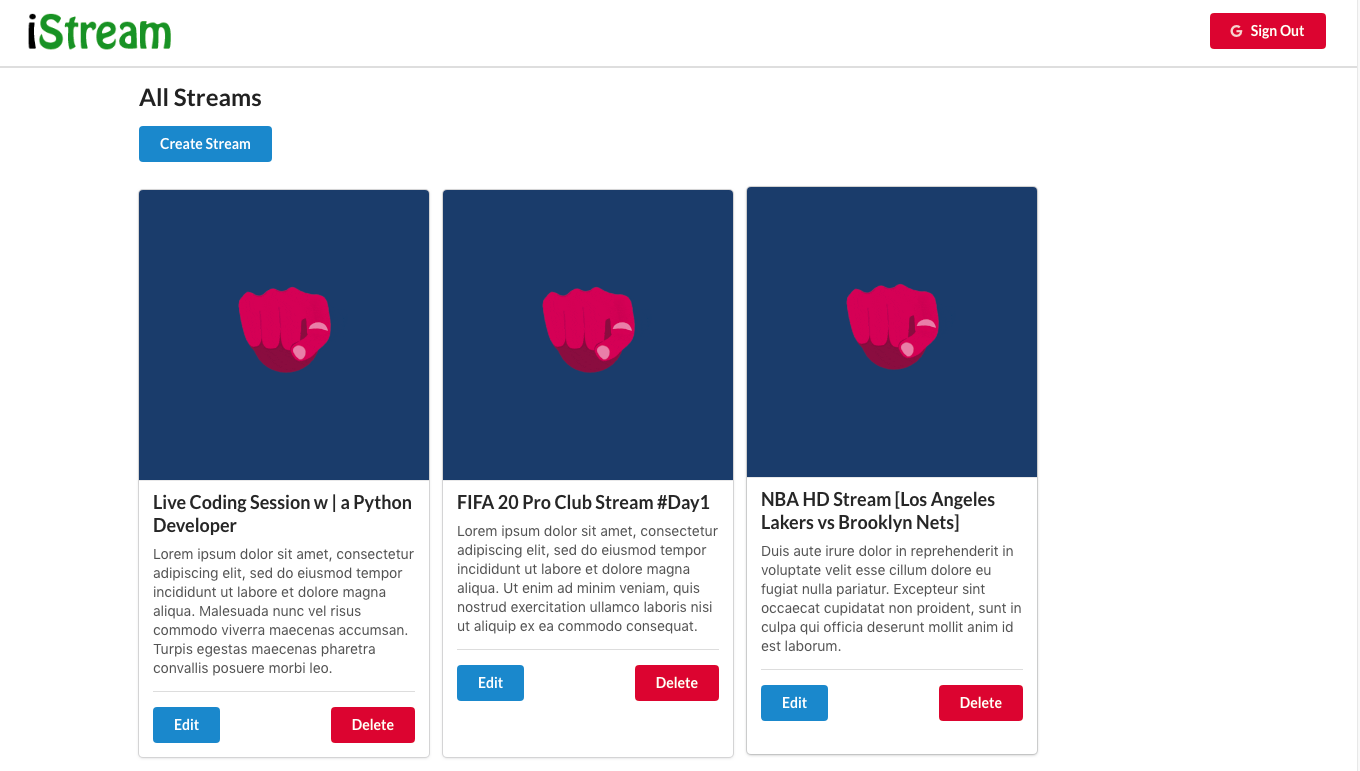 iStream
Sign Out
All Streams
Create Stream
Live Coding Session w | a Python
Developer
Lorem ipsum dolor sit amet, consectetur
adipiscing elit, sed do eiusmod tempor
incididunt ut labore et dolore magna
aliqua. Malesuada nunc vel risus
commodo viverra maecenas accumsan.
Turpis egestas maecenas pharetra
convallis posuere morbi leo.
Edit
Delete
FIFA 20 Pro Club Stream #Day1
Lorem ipsum dolor sit amet, consectetur
adipiscing elit, sed do eiusmod tempor
incididunt ut labore et dolore magna
aliqua. Ut enim ad minim veniam, quis
nostrud exercitation ullamco laboris nisi
ut aliquip ex ea commodo consequat.
Edit
Delete
NBA HD Stream [Los Angeles
Lakers vs Brooklyn Nets]
Duis aute irure dolor in reprehenderit in
voluptate velit esse cillum dolore eu
fugiat nulla pariatur. Excepteur sint
occaecat cupidatat non proident, sunt in
culpa qui officia deserunt mollit anim id
est laborum.
Edit
Delete